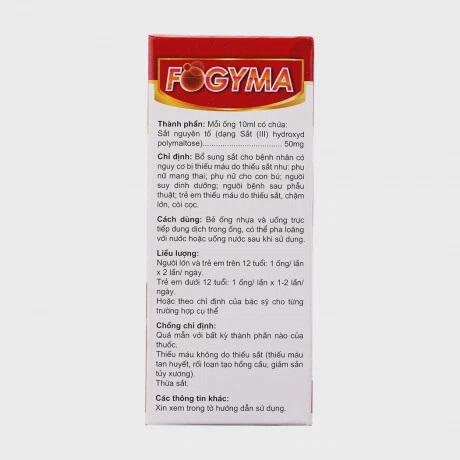 FOGYMA
Thành phần: Mỗi ống 10ml có chứa:
Sắt nguyên tố (dạng Sắt (III) hydroxyd
polymaltose)................................ 50mg
Chỉ định: Bổ sung sắt cho bệnh nhân có
nguy cơ bị thiếu máu do thiếu sắt như: phụ
nữ mang thai; phụ nữ cho con bú; người
suy dinh dưỡng; người bệnh sau phẫu
thuật; trẻ em thiếu máu do thiếu sắt, chậm
lớn, còi cọc.
Cách dùng: Bẻ ống nhựa và uống trực
tiếp dung dịch trong ống, có thể pha loãng
với nước hoặc uống nước sau khi sử dụng.
Liều lượng:
Người lớn và trẻ em trên 12 tuổi: 1 ống/ lần
x 2 lần/ ngày.
Trẻ em dưới 12 tuổi: 1 ống/ lần x 1-2 lần/
ngày.
Hoặc theo chỉ định của bác sỹ cho từng
trường hợp cụ thể
Chống chỉ định:
Quá mẫn với bất kỳ thành phần nào của
thuốc.
Thiếu máu không do thiếu sắt (thiếu máu
tan huyết, rối loạn tạo hồng cầu, giảm sản
tủy xương).
Thừa sắt.
Các thông tin khác:
Xin xem trong tờ hướng dẫn sử dụng.